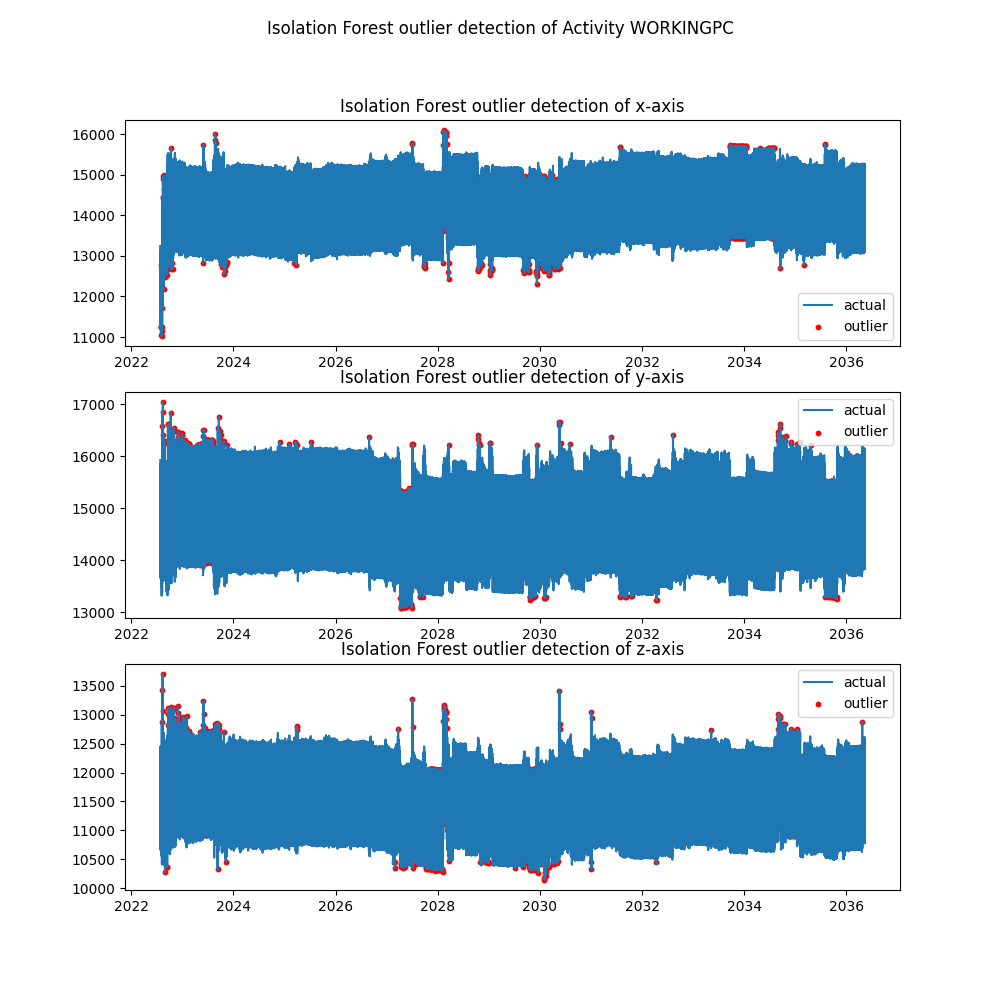 Isolation Forest outlier detection of Activity WORKINGPC
Isolation Forest outlier detection of x-axis
16000
15000
14000
13000
12000
11000
actual
outlier
2022 2024 2026 2028 2030 2032 2034 2036
Isolation Forest outlier detection of y-axis
17000
16000
15000
14000
13000
actual
outlier
2022 2024 2026 2028 2030 2032 2034 2036
Isolation Forest outlier detection of z-axis
13500
13000
12500
12000
11500
11000
10500
10000
actual
outlier
2022 2024 2026 2028 2030 2032 2034 2036